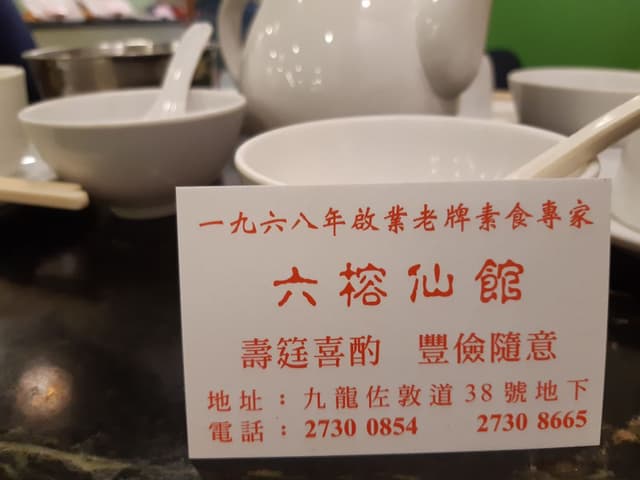 一九六八年啟業老牌素食專家
六榕仙館
壽筳喜酌 豐儉隨意
地址：九龍佐敦道38號地下
電話：2730 0854 2730 8665